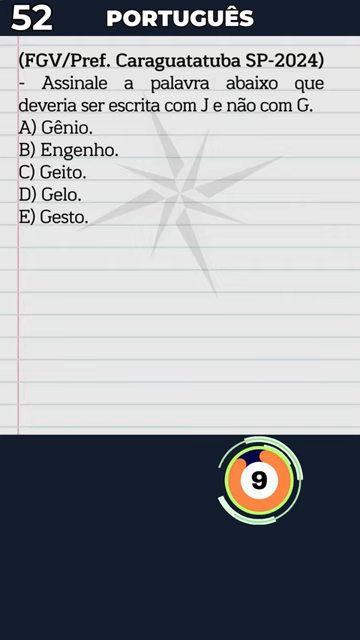 52 PORTUGUÊS
(FGV/Pref. Caraguatatuba SP-2024)
- Assinale a palavra abaixo que
deveria ser escrita com J e não com G.
A) Gênio.
B) Engenho.
C) Geito.
D) Gelo.
E) Gesto.
9